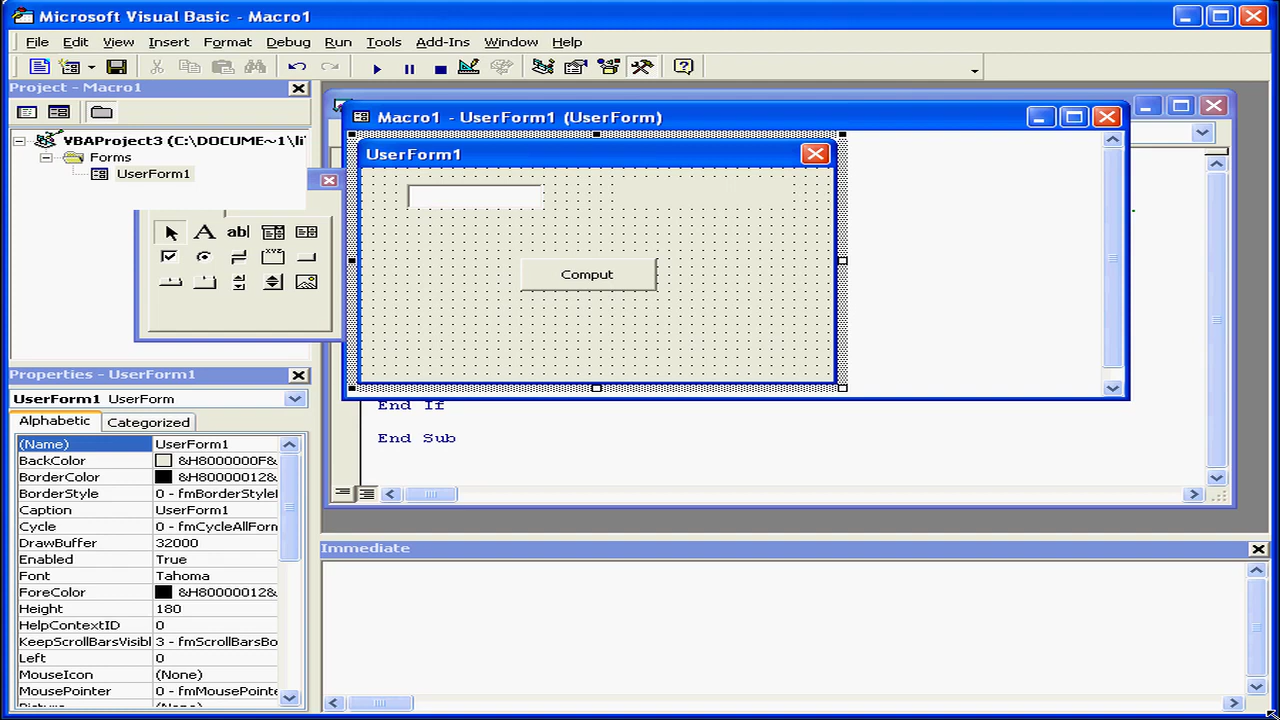 Microsoft Visual Basic - Macro1
File Edit View Insert Format Debug Run Tools Add-Ins Window Help
Project - Macro1
VBAProject3 (C:\DOCUME~1\li
Forms
UserForm1
Macro1 - UserForm1 (UserForm)
UserForm1
A abl
xyz
Comput
End If
End Sub
Properties - UserForm1
UserForm1 UserForm
Alphabetic Categorized
(Name) UserForm1
BackColor &H8000000F&
BorderColor &H80000012&
BorderStyle 0 - fmBorderStyle
Caption UserForm1
Cycle 0 - fmCycleAllForm
DrawBuffer 32000
Enabled True
Font Tahoma
ForeColor &H80000012&
Height 180
HelpContextID 0
KeepScrollBarsVisibl 3 - fmScrollBarsBo
Left 0
MouseIcon (None)
MousePointer 0 - fmMousePointe
Immediate